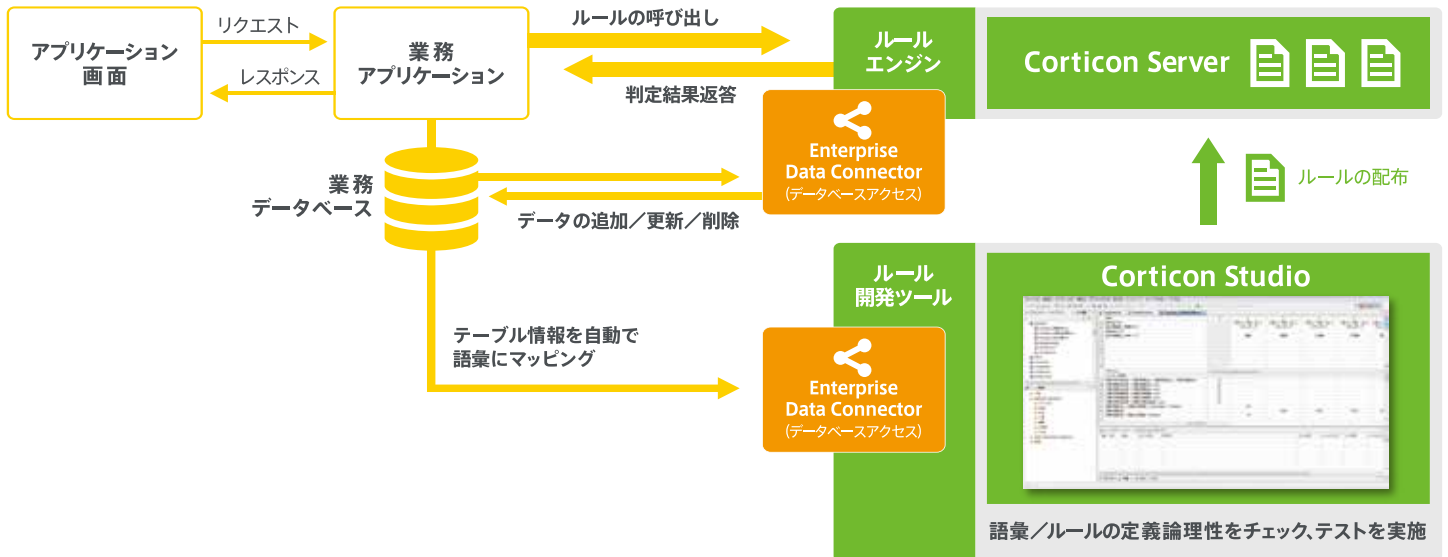 アプリケーション
画面
リクエスト
レスポンス
業務
アプリケーション
ルールの呼び出し
判定結果返答
ルール
エンジン
Corticon Server
Enterprise
Data Connector
(データベースアクセス)
業務
データベース
データの追加／更新／削除
ルールの配布
ルール
開発ツール
Corticon Studio
テーブル情報を自動で
語彙にマッピング
Enterprise
Data Connector
(データベースアクセス)
語彙／ルールの定義論理性をチェック、テストを実施